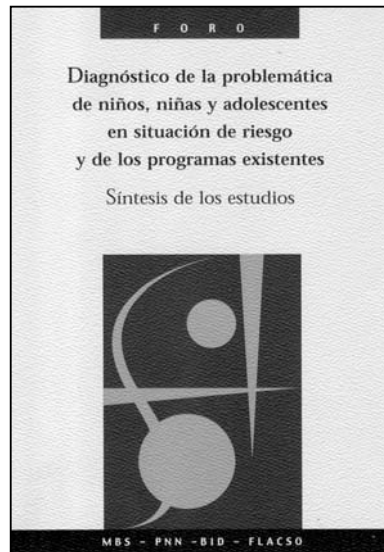 FORO
Diagnóstico de la problemática
de niños, niñas y adolescentes
en situación de riesgo
y de los programas existentes
Síntesis de los estudios
MBS - PNN -BID - FLACSO